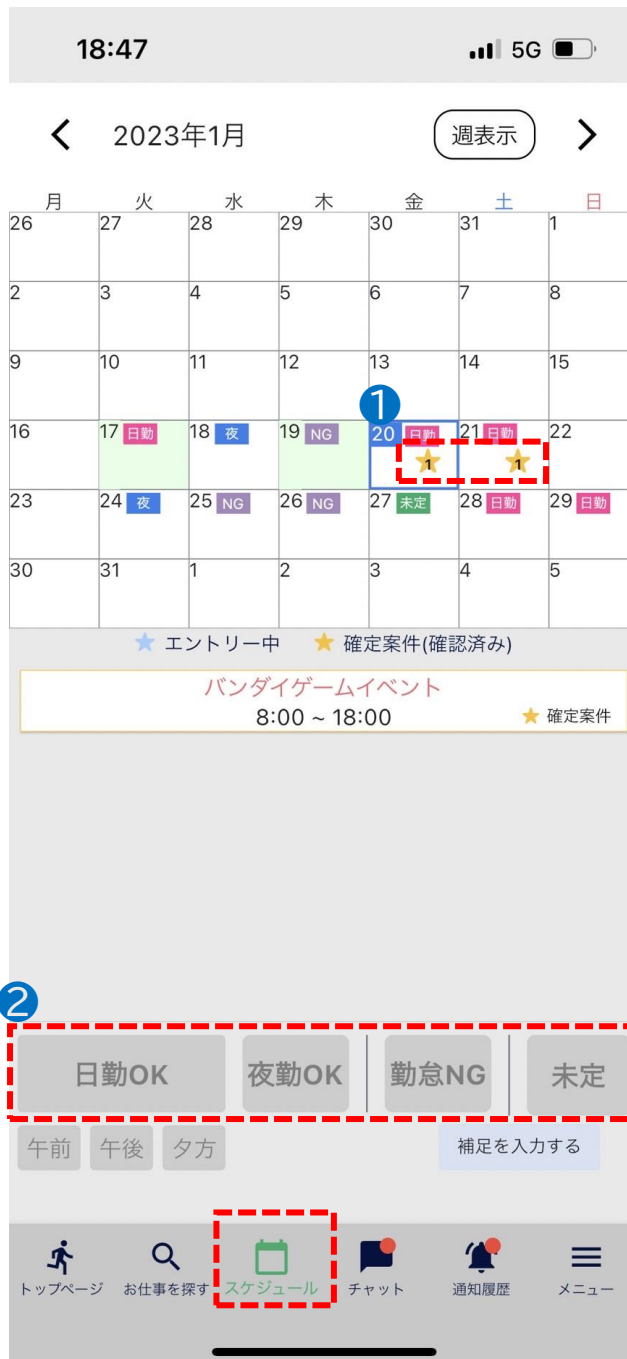 18:47 5G
2023年1月 週表示
月 火 水 木 金 土 日
26 27 28 29 30 31 1
2 3 4 5 6 7 8
9 10 11 12 13 14 15
1
16 17 日勤 18 夜 19 NG 20 日勤 21 日勤 22
1 1
23 24 夜 25 NG 26 NG 27 未定 28 日勤 29 日勤
30 31 1 2 3 4 5
エントリー中 確定案件(確認済み)
バンダイゲームイベント
8:00 ~ 18:00 確定案件
2
日勤OK 夜勤OK 勤怠NG 未定
午前 午後 夕方 補足を入力する
トップページ お仕事を探す スケジュール チャット 通知履歴 メニュー